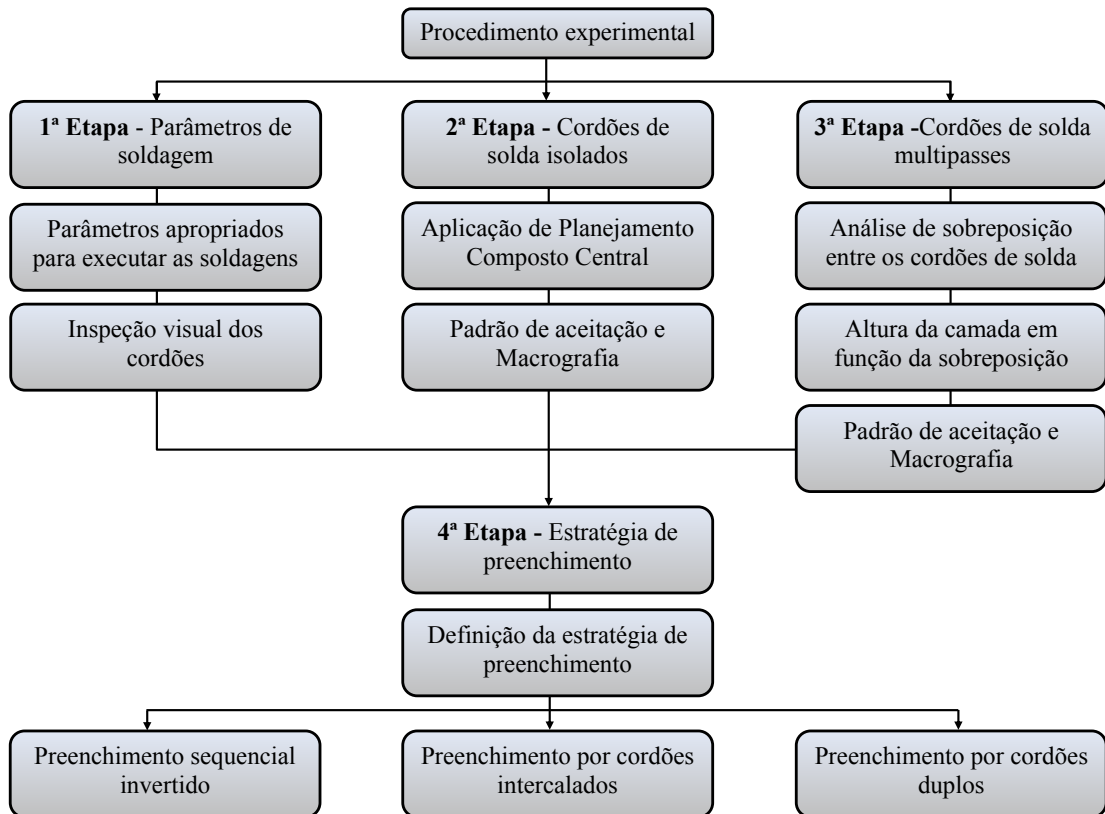 Procedimento experimental
1ª Etapa - Parâmetros de
soldagem
Parâmetros apropriados
para executar as soldagens
Inspeção visual dos
cordões
2ª Etapa - Cordões de
solda isolados
Aplicação de Planejamento
Composto Central
Padrão de aceitação e
Macrografia
3ª Etapa -Cordões de solda
multipasses
Análise de sobreposição
entre os cordões de solda
Altura da camada em
função da sobreposição
Padrão de aceitação e
Macrografia
4ª Etapa - Estratégia de
preenchimento
Definição da estratégia de
preenchimento
Preenchimento sequencial
invertido
Preenchimento por cordões
intercalados
Preenchimento por cordões
duplos